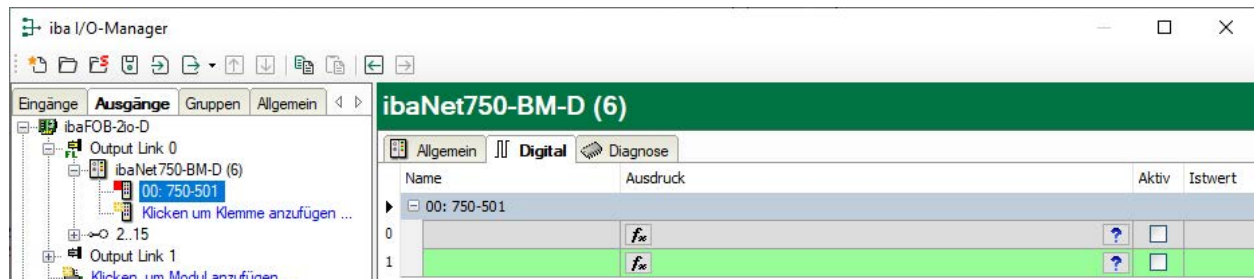 iba I/O-Manager
Eingänge Ausgänge Gruppen Allgemein
ibaNet750-BM-D (6)
ibaFOB-2io-D
Output Link 0
ibaNet750-BM-D (6)
00: 750-501
Klicken um Klemme anzufügen ...
2..15
Output Link 1
Klicken um Modul anzufügen ...
Allgemein Digital Diagnose
Name Ausdruck Aktiv Istwert
00: 750-501
0 fx ?
1 fx ?